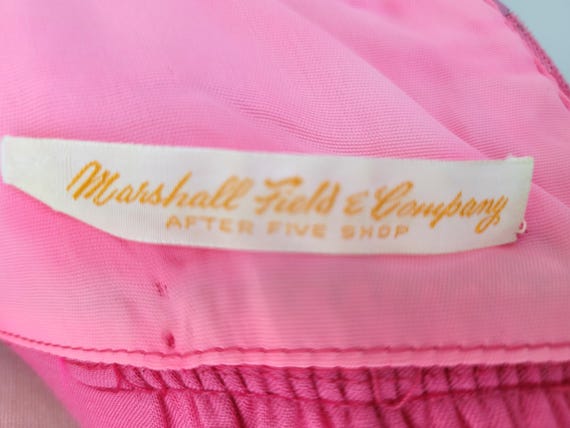 Marshall Field & Company
AFTER FIVE SHOP